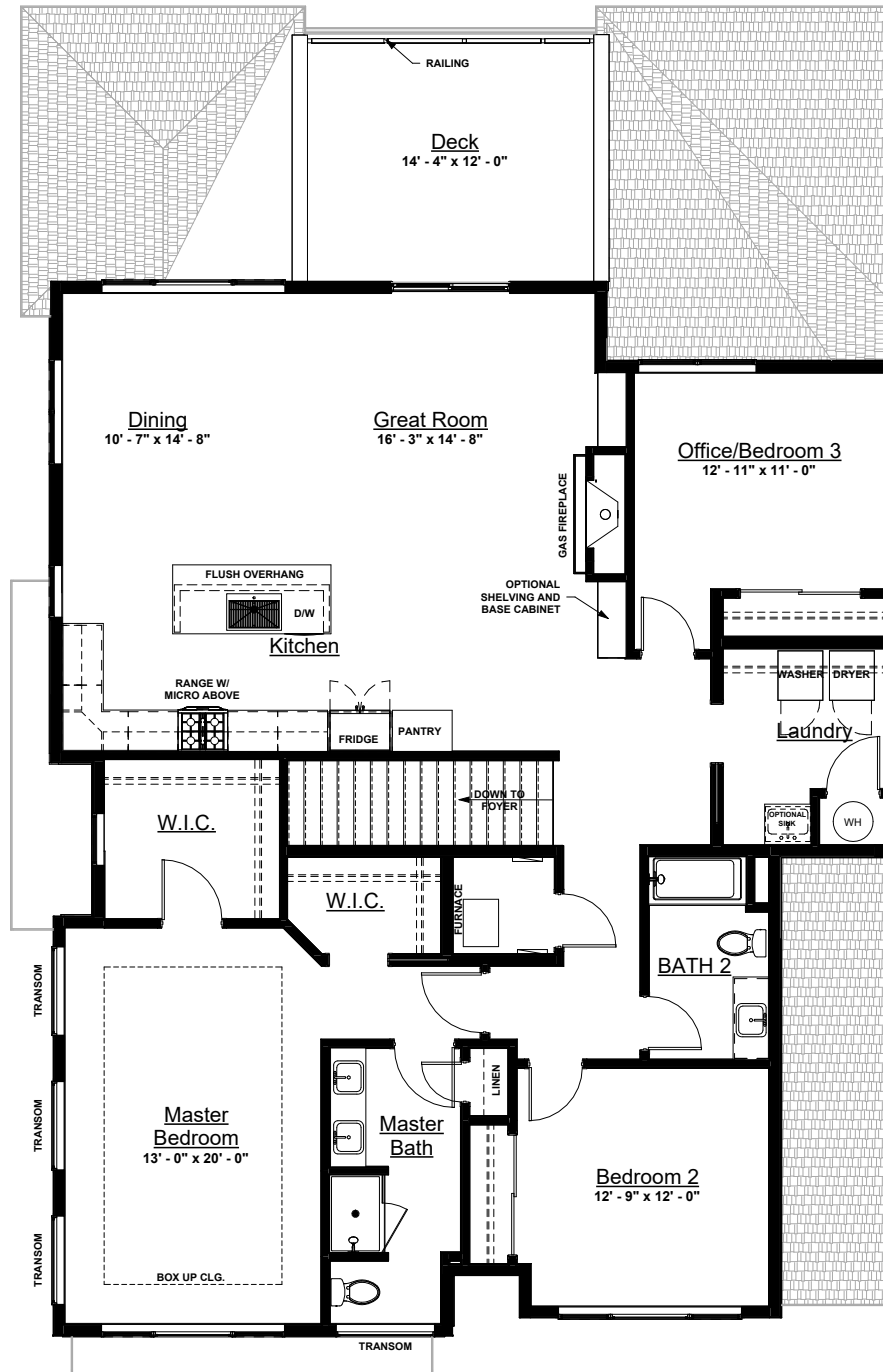 RAILING
Deck
14' - 4" x 12' - 0"
Dining
10' - 7" x 14' - 8"
Great Room
16' - 3" x 14' - 8"
Office/Bedroom 3
12' - 11" x 11' - 0"
GAS FIREPLACE
FLUSH OVERHANG
D/W
Kitchen
OPTIONAL
SHELVING AND
BASE CABINET
RANGE W/
MICRO ABOVE
FRIDGE
PANTRY
WASHER
DRYER
Laundry
OPTIONAL
SINK
WH
DOWN TO
FOYER
W.I.C.
W.I.C.
FURNACE
BATH 2
TRANSOM
TRANSOM
TRANSOM
Master
Bedroom
13' - 0" x 20' - 0"
BOX UP CLG.
LINEN
Master
Bath
Bedroom 2
12' - 9" x 12' - 0"
TRANSOM